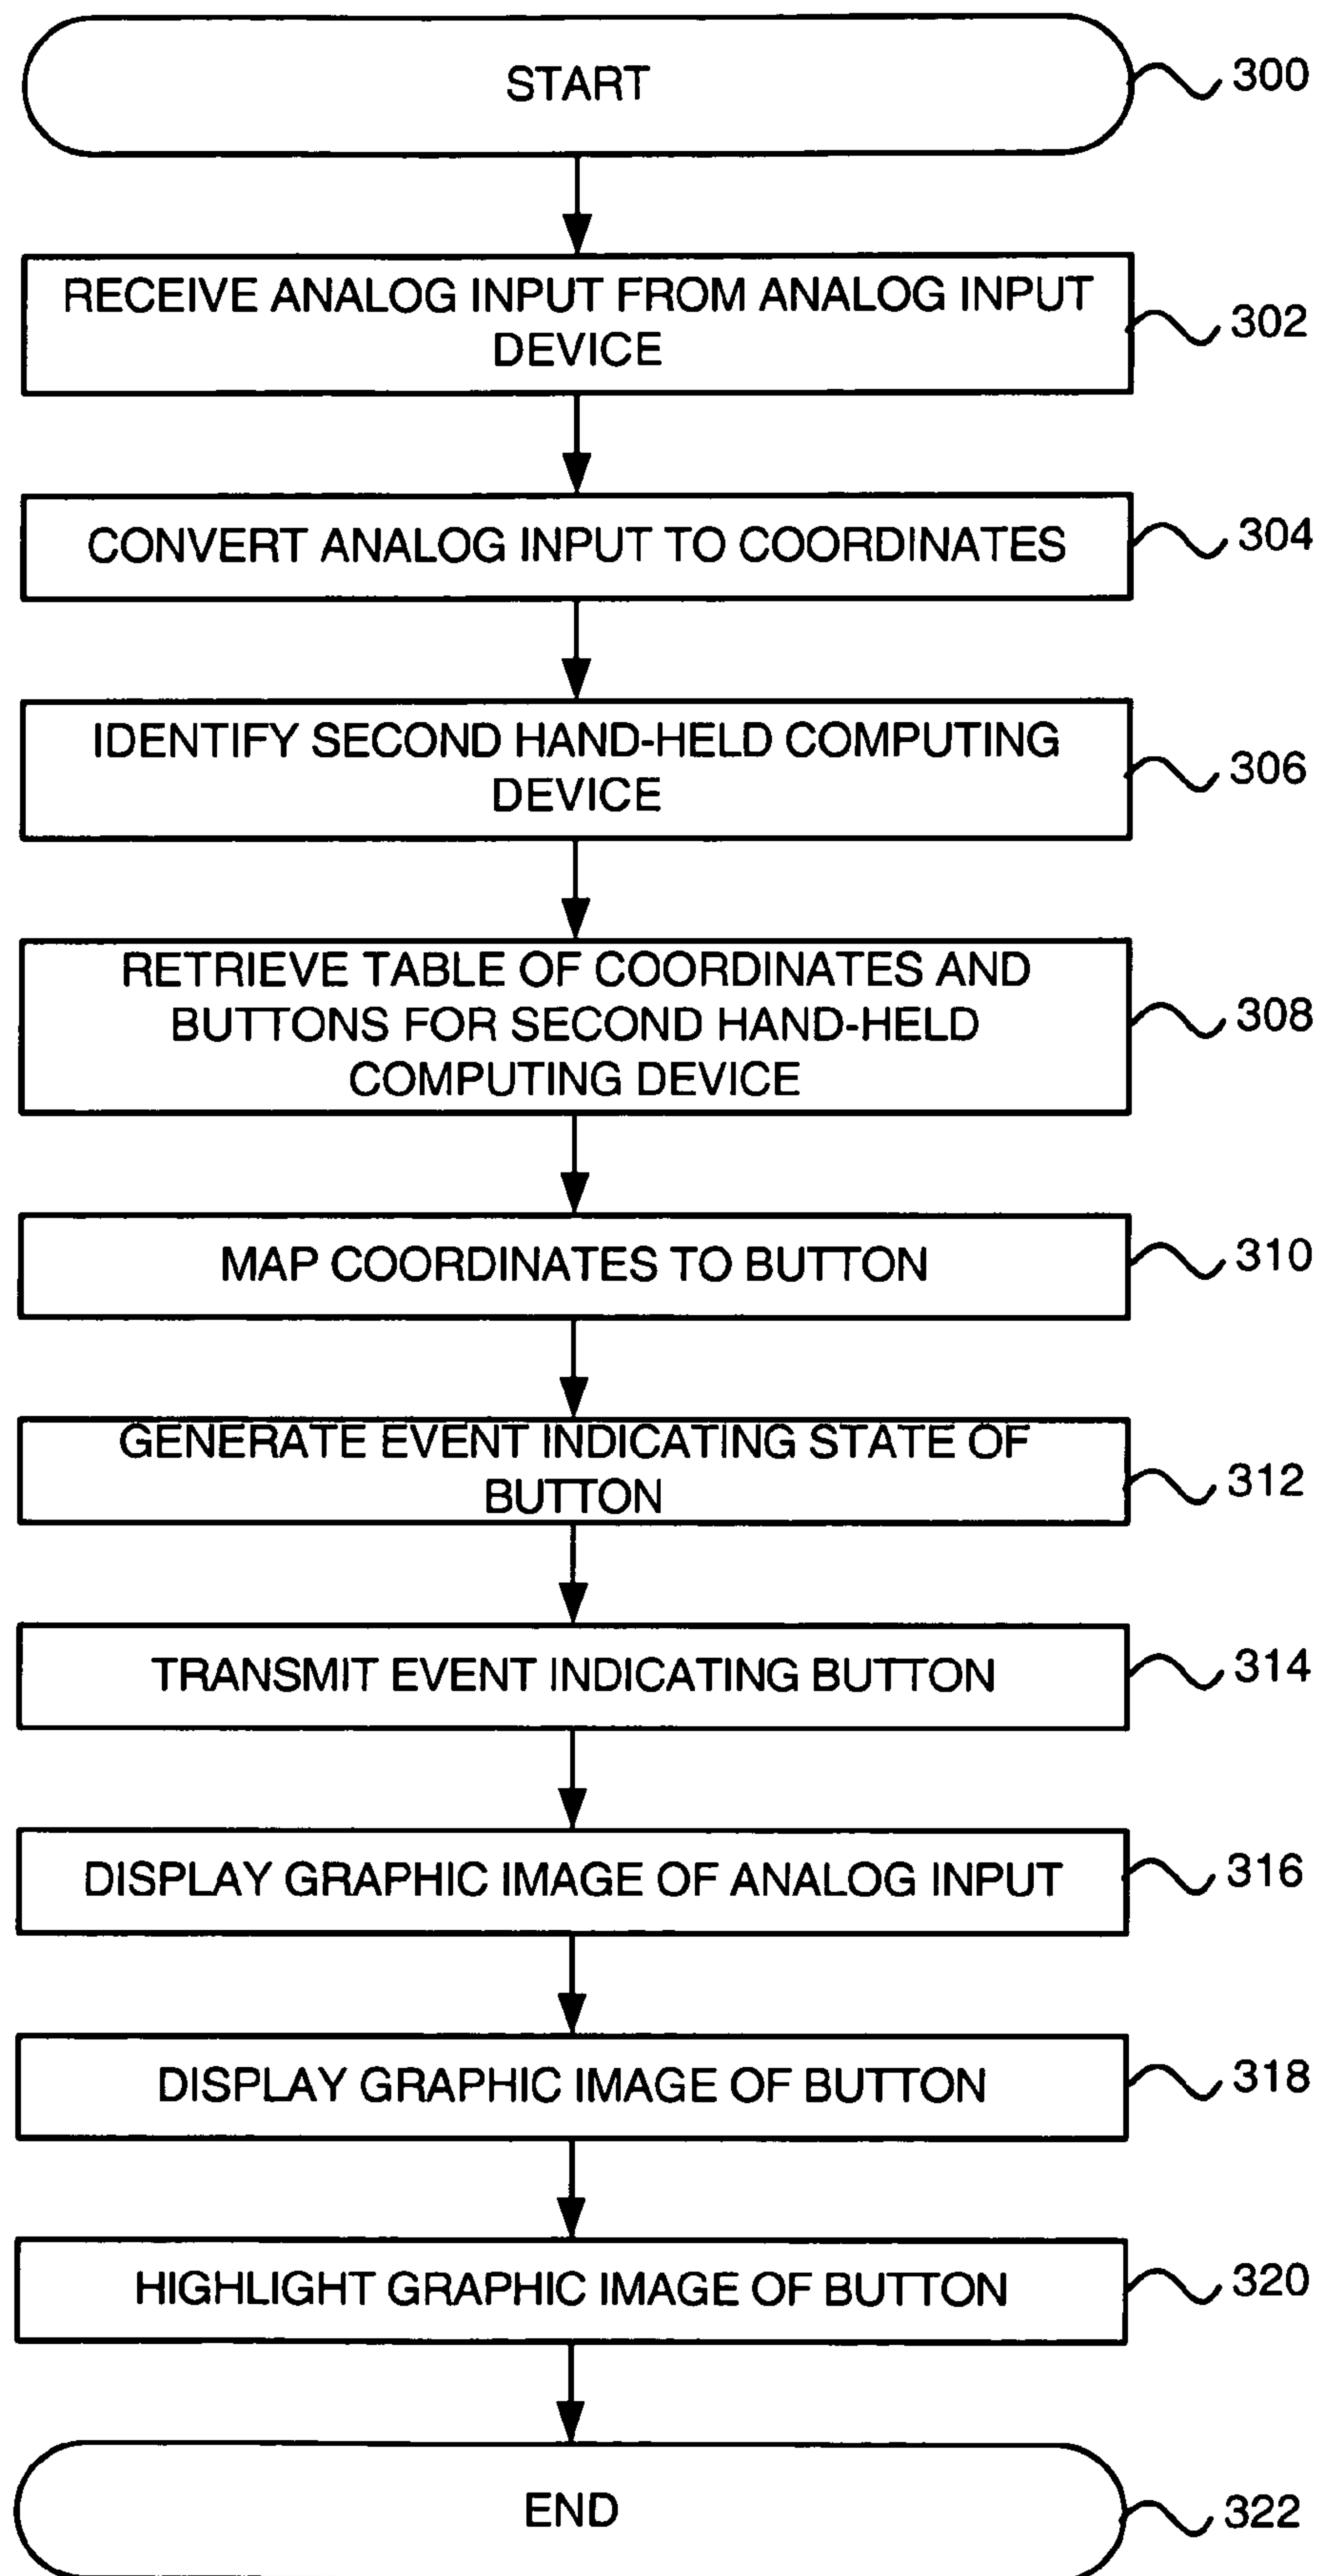 START
300
RECEIVE ANALOG INPUT FROM ANALOG INPUT
DEVICE
302
CONVERT ANALOG INPUT TO COORDINATES
304
IDENTIFY SECOND HAND-HELD COMPUTING
DEVICE
306
RETRIEVE TABLE OF COORDINATES AND
BUTTONS FOR SECOND HAND-HELD
COMPUTING DEVICE
308
MAP COORDINATES TO BUTTON
310
GENERATE EVENT INDICATING STATE OF
BUTTON
312
TRANSMIT EVENT INDICATING BUTTON
314
DISPLAY GRAPHIC IMAGE OF ANALOG INPUT
316
DISPLAY GRAPHIC IMAGE OF BUTTON
318
HIGHLIGHT GRAPHIC IMAGE OF BUTTON
320
END
322